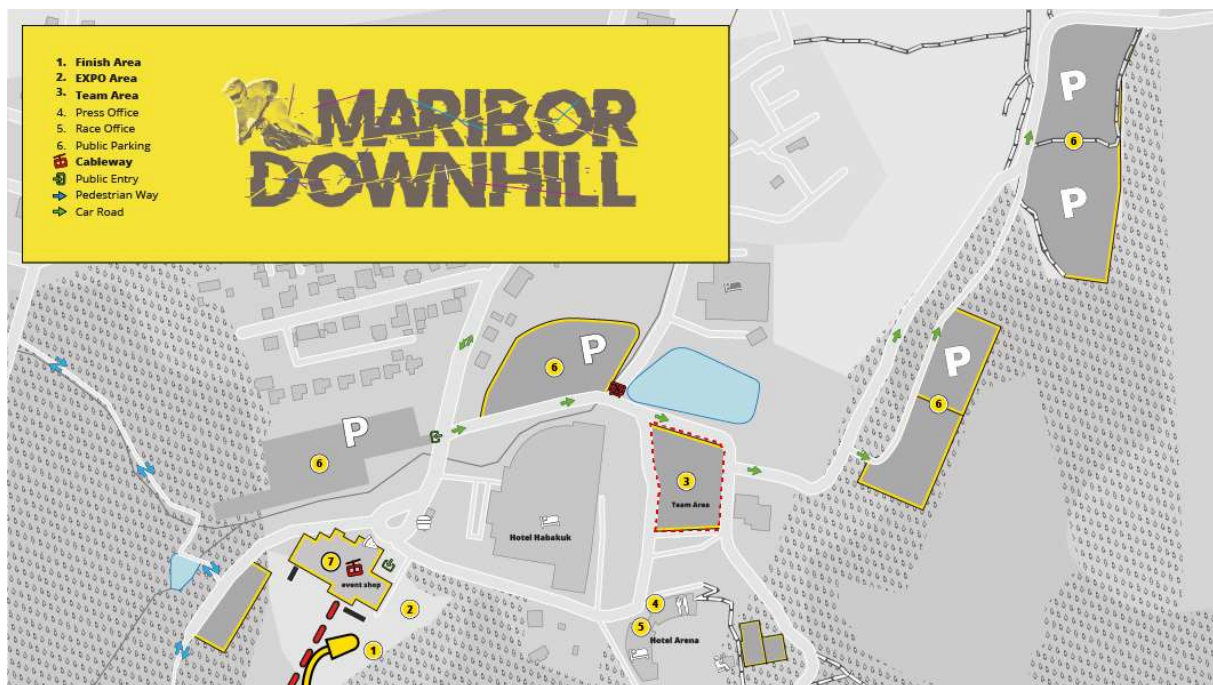 1. Finish Area
2. EXPO Area
3. Team Area
4. Press Office
5. Race Office
6. Public Parking
Cableway
Public Entry
Pedestrian Way
Car Road
MARIBOR
DOWNHILL
P
6
P
P
6
P
6
P
6
6
3
Team Area
Hotel Habakuk
7
event shop
2
4
5
Hotel Arena
1